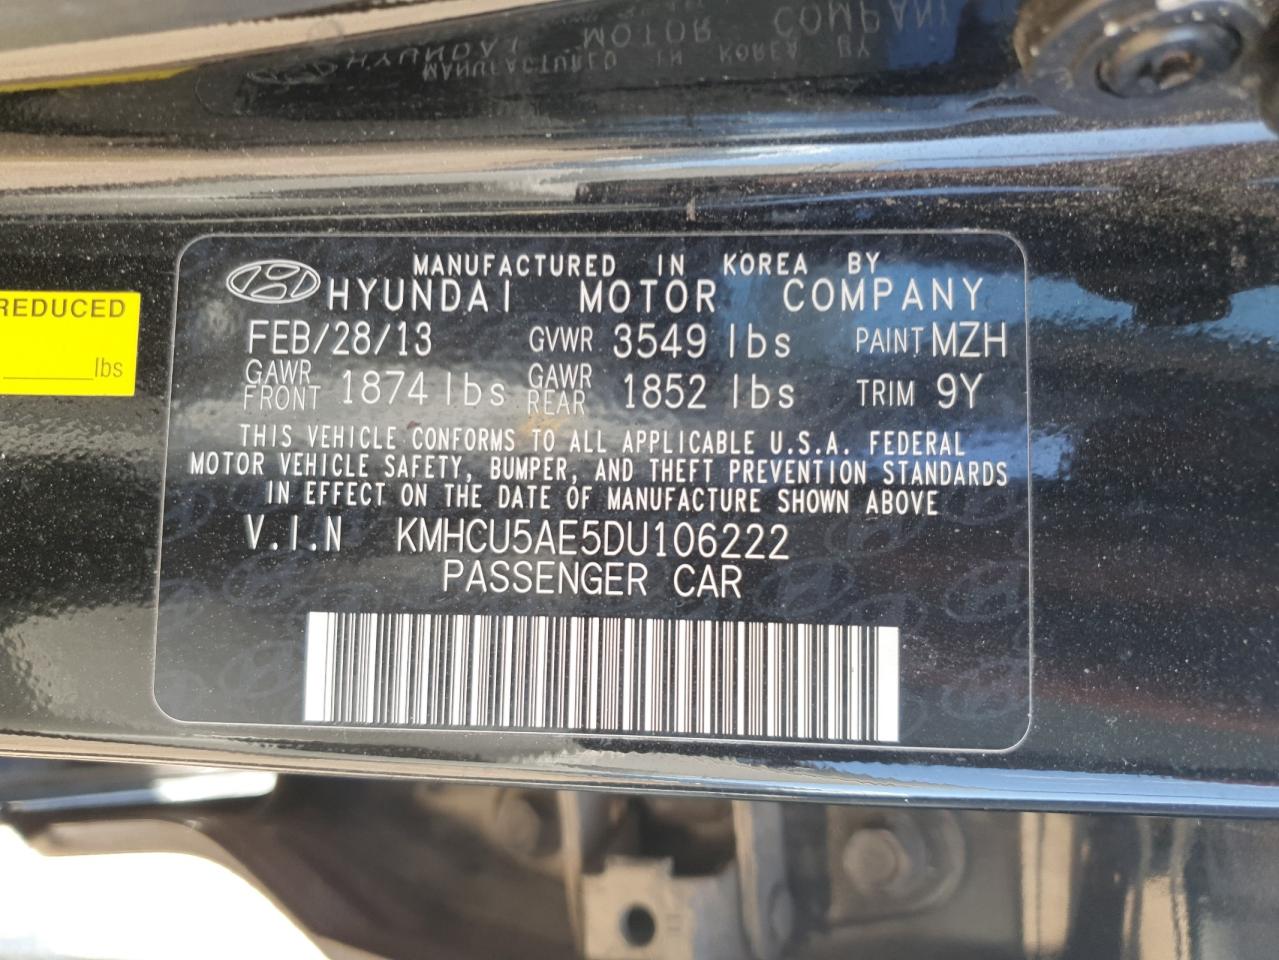 MANUFACTURED IN KOREA BY
HYUNDAI MOTOR COMPANY
FEB/28/13 GVWR 3549 lbs PAINT MZH
GAWR FRONT 1874 lbs GAWR REAR 1852 lbs TRIM 9Y
THIS VEHICLE CONFORMS TO ALL APPLICABLE U.S.A. FEDERAL
MOTOR VEHICLE SAFETY, BUMPER, AND THEFT PREVENTION STANDARDS
IN EFFECT ON THE DATE OF MANUFACTURE SHOWN ABOVE
V.I.N KMHCU5AE5DU106222
PASSENGER CAR
REDUCED
lbs